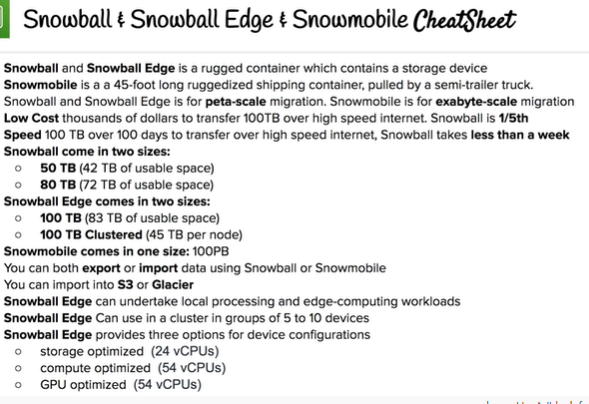 Snowball & Snowball Edge & Snowmobile CheatSheet
Snowball and Snowball Edge is a rugged container which contains a storage device
Snowmobile is a a 45-foot long ruggedized shipping container, pulled by a semi-trailer truck.
Snowball and Snowball Edge is for peta-scale migration. Snowmobile is for exabyte-scale migration
Low Cost thousands of dollars to transfer 100TB over high speed internet. Snowball is 1/5th
Speed 100 TB over 100 days to transfer over high speed internet, Snowball takes less than a week
Snowball come in two sizes:
○ 50 TB (42 TB of usable space)
○ 80 TB (72 TB of usable space)
Snowball Edge comes in two sizes:
○ 100 TB (83 TB of usable space)
○ 100 TB Clustered (45 TB per node)
Snowmobile comes in one size: 100PB
You can both export or import data using Snowball or Snowmobile
You can import into S3 or Glacier
Snowball Edge can undertake local processing and edge-computing workloads
Snowball Edge Can use in a cluster in groups of 5 to 10 devices
Snowball Edge provides three options for device configurations
○ storage optimized (24 vCPUs)
○ compute optimized (54 vCPUs)
○ GPU optimized (54 vCPUs)